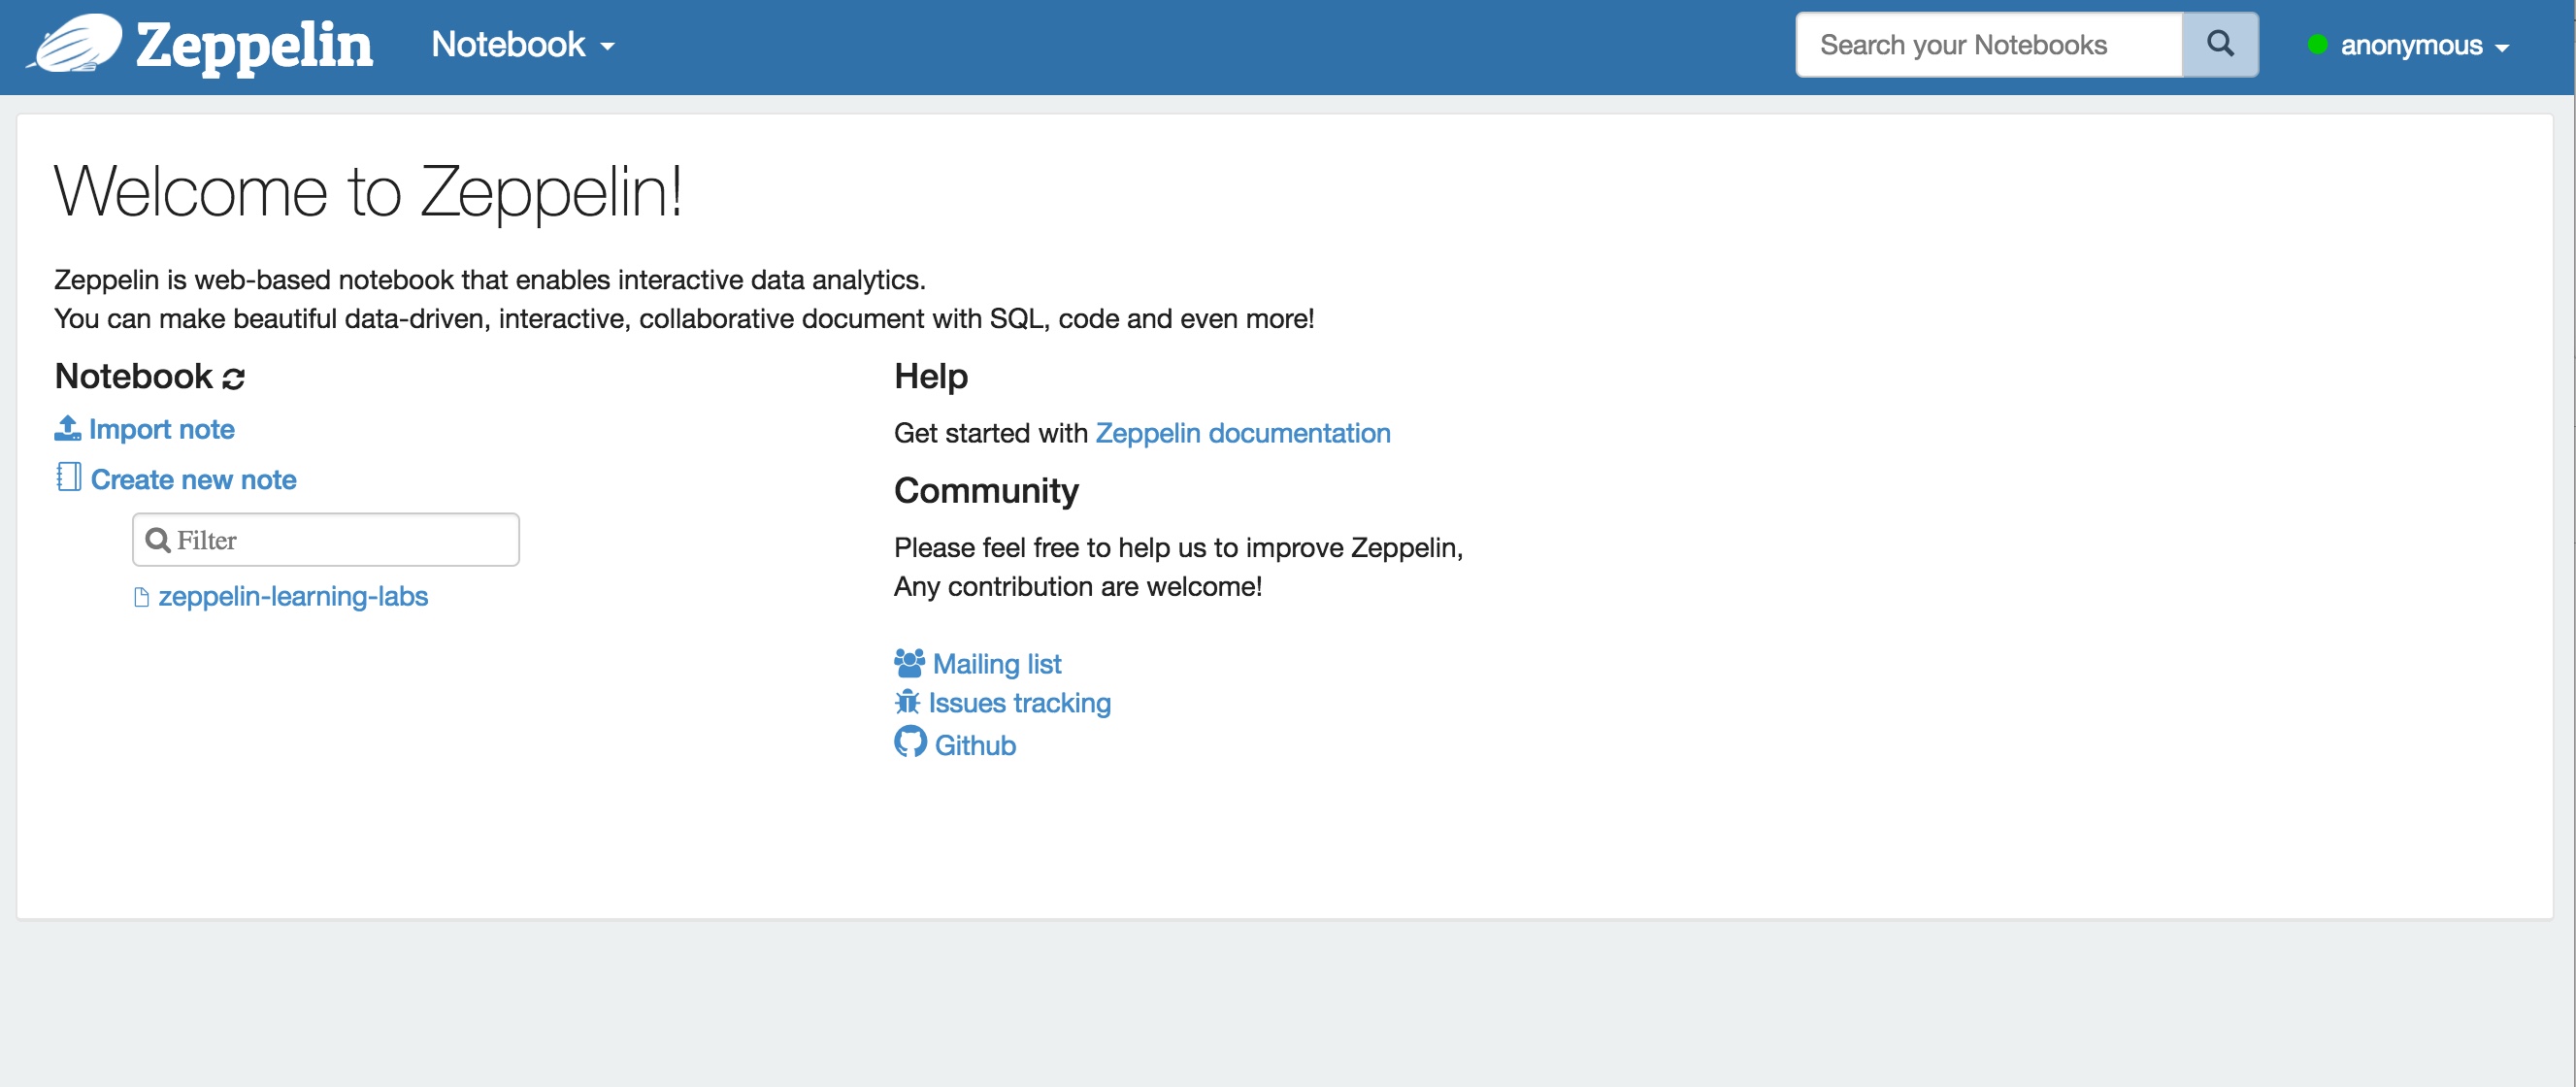 Zeppelin
Notebook
Search your Notebooks
anonymous
Welcome to Zeppelin!
Zeppelin is web-based notebook that enables interactive data analytics.
You can make beautiful data-driven, interactive, collaborative document with SQL, code and even more!
Notebook
Import note
Create new note
Filter
zeppelin-learning-labs
Help
Get started with Zeppelin documentation
Community
Please feel free to help us to improve Zeppelin,
Any contribution are welcome!
Mailing list
Issues tracking
Github